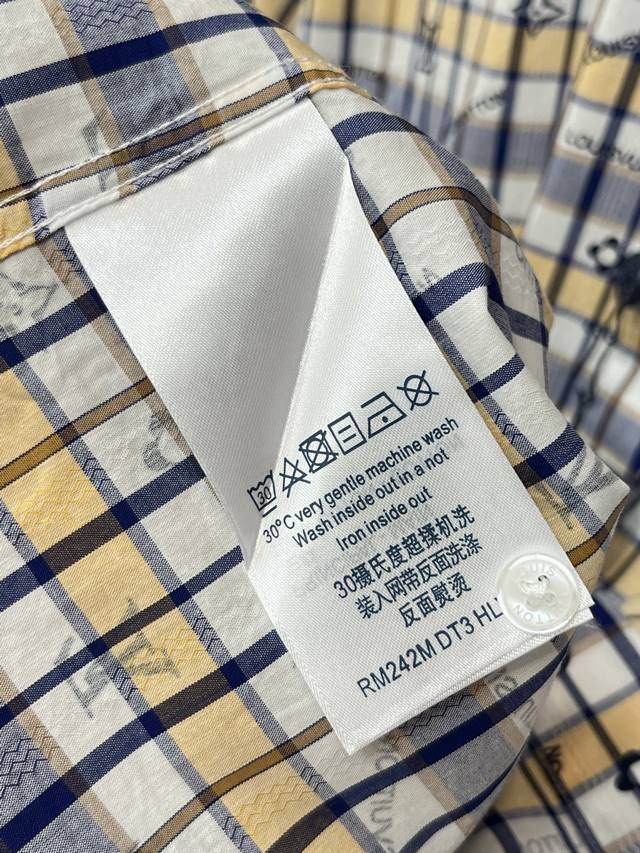 30
30°C very gentle machine wash
Wash inside out in a not
Iron inside out
30摄氏度超揉机洗
装入网带反面洗涤
反面熨烫
RM242M DT3 HL